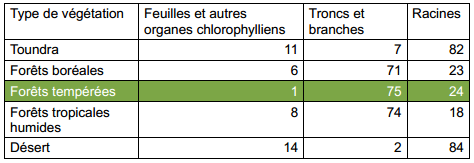 Type de végétation Feuilles et autres organes chlorophylliens Troncs et branches Racines
Toundra 11 7 82
Forêts boréales 6 71 23
Forêts tempérées 1 75 24
Forêts tropicales humides 8 74 18
Désert 14 2 84